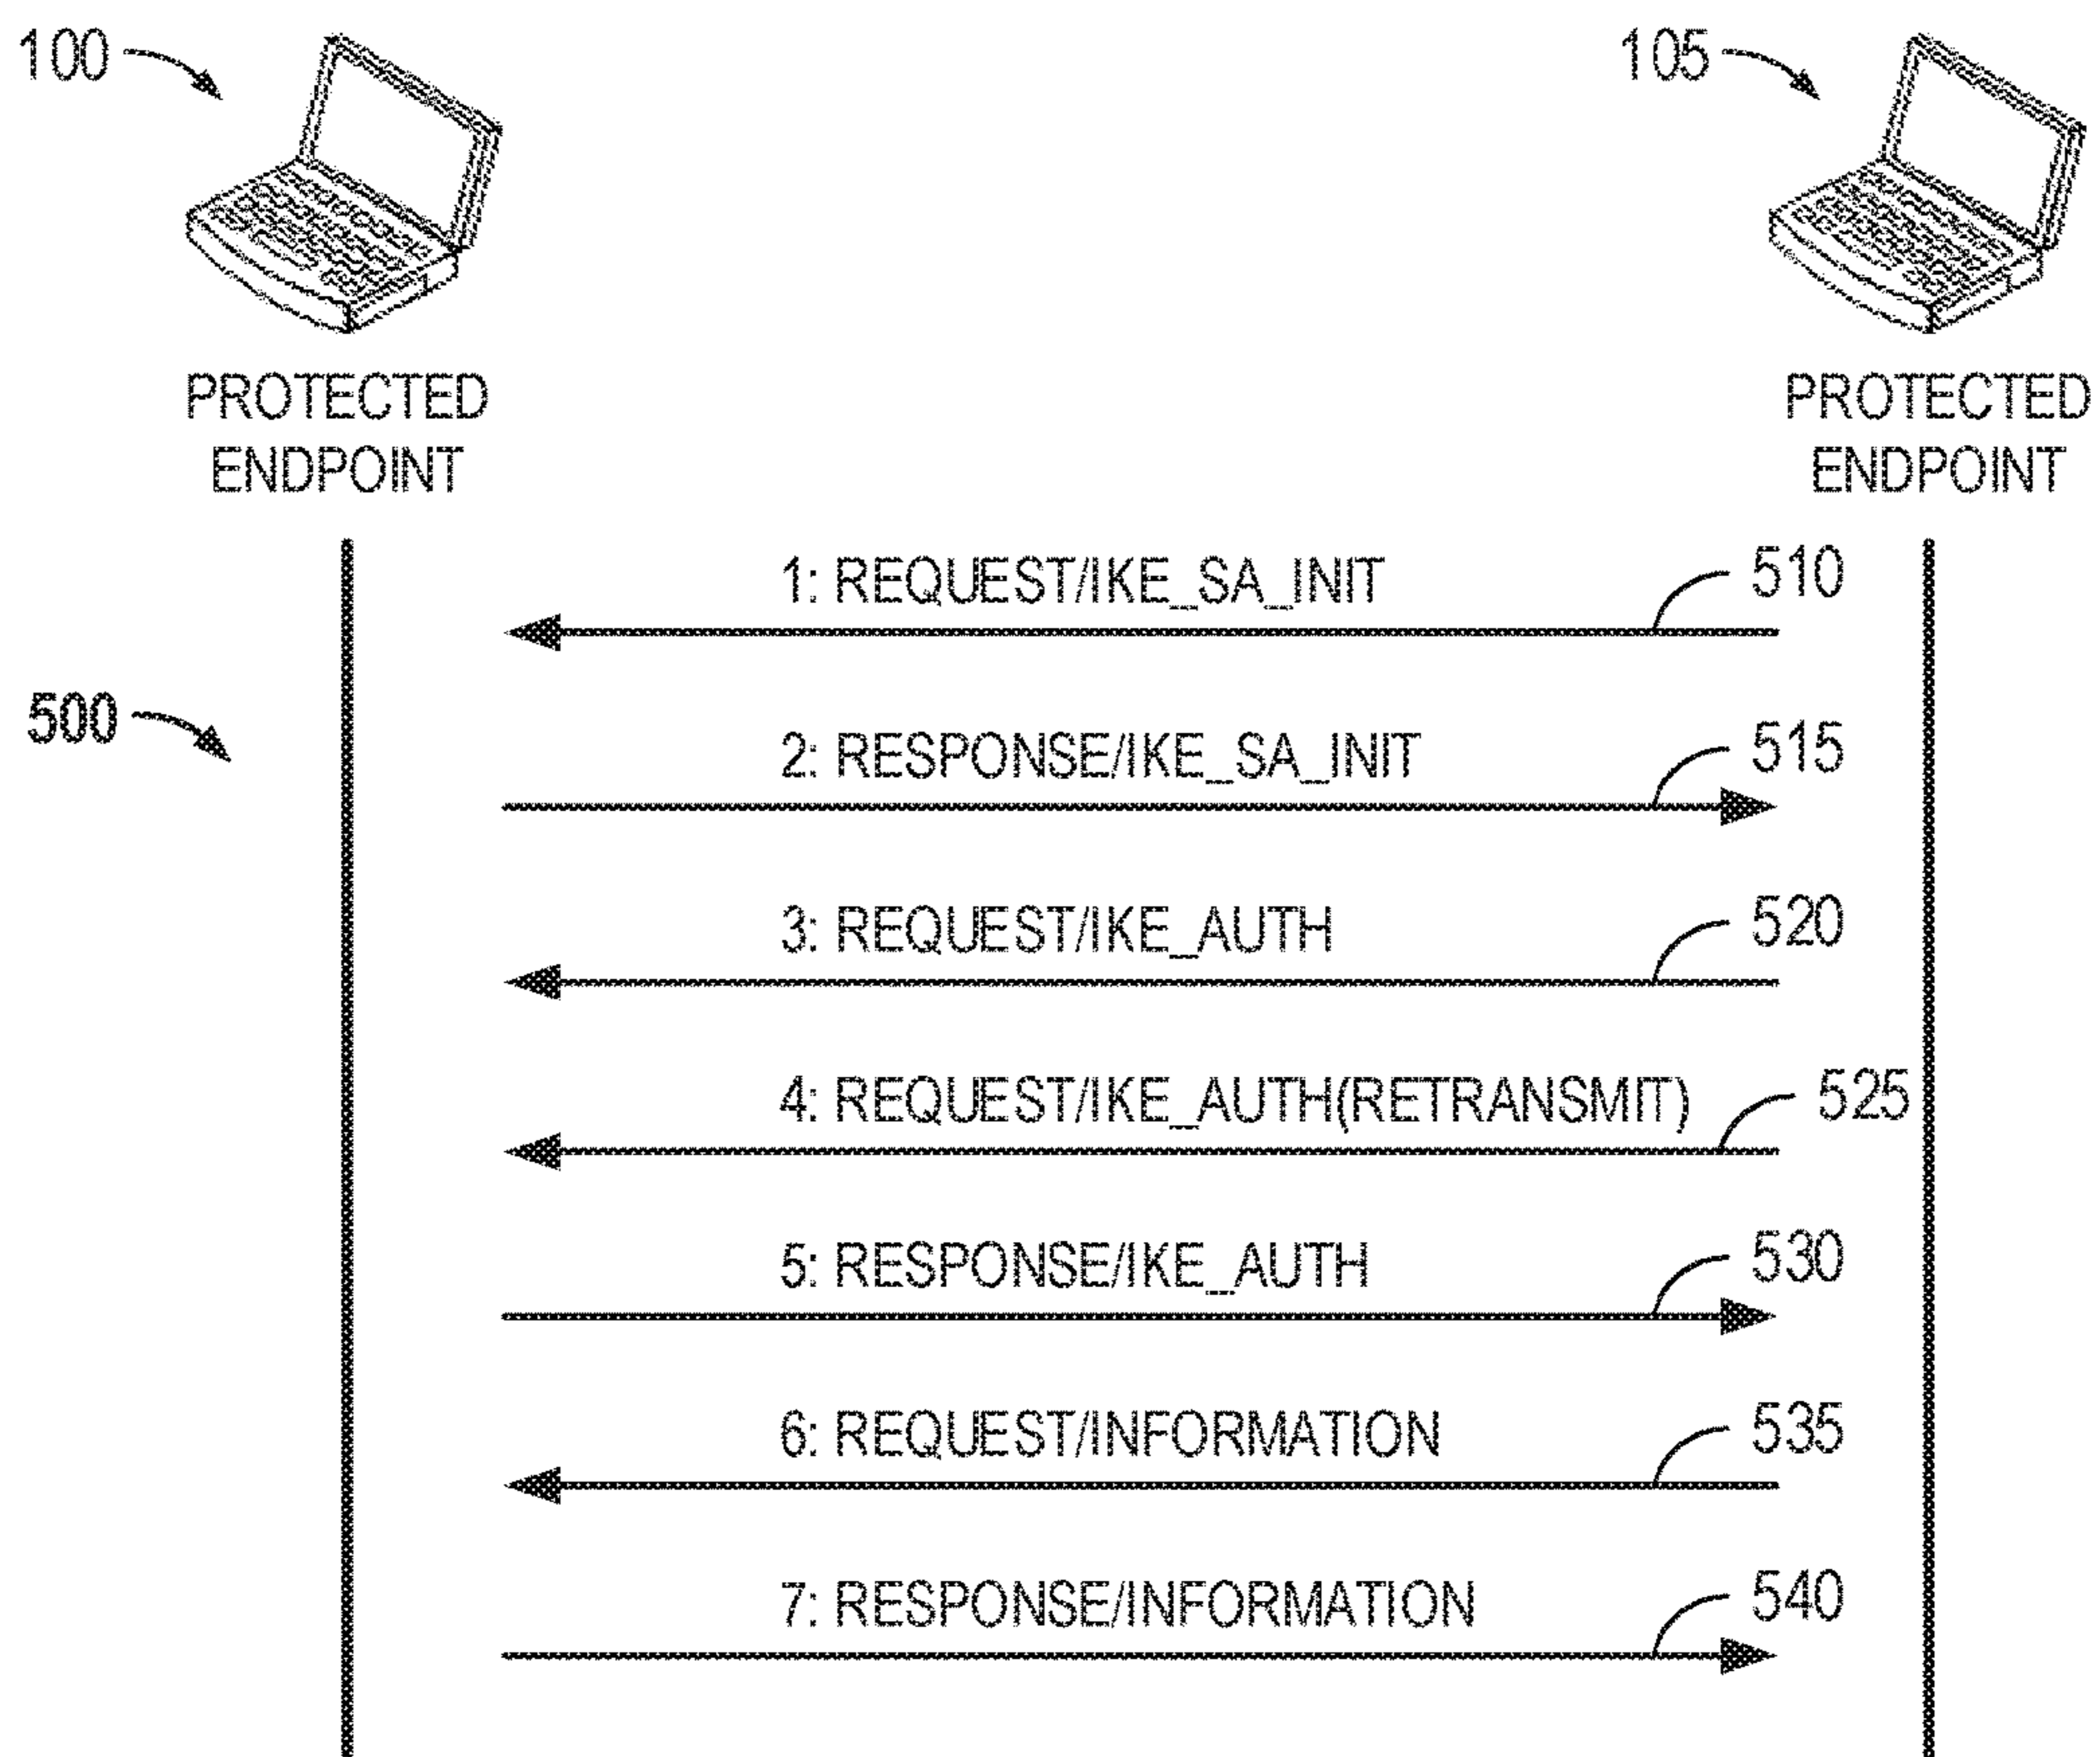 100
105
PROTECTED
ENDPOINT
PROTECTED
ENDPOINT
1: REQUEST/IKE_SA_INIT
510
500
2: RESPONSE/IKE_SA_INIT
515
3: REQUEST/IKE_AUTH
520
4: REQUEST/IKE_AUTH(RETRANSMIT)
525
5: RESPONSE/IKE_AUTH
530
6: REQUEST/INFORMATION
535
7: RESPONSE/INFORMATION
540